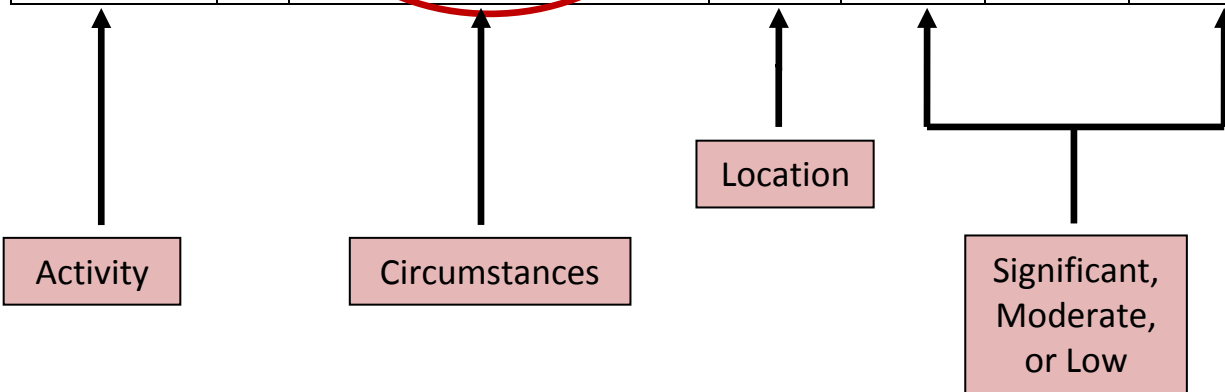 Location
Activity
Circumstances
Significant,
Moderate,
or Low